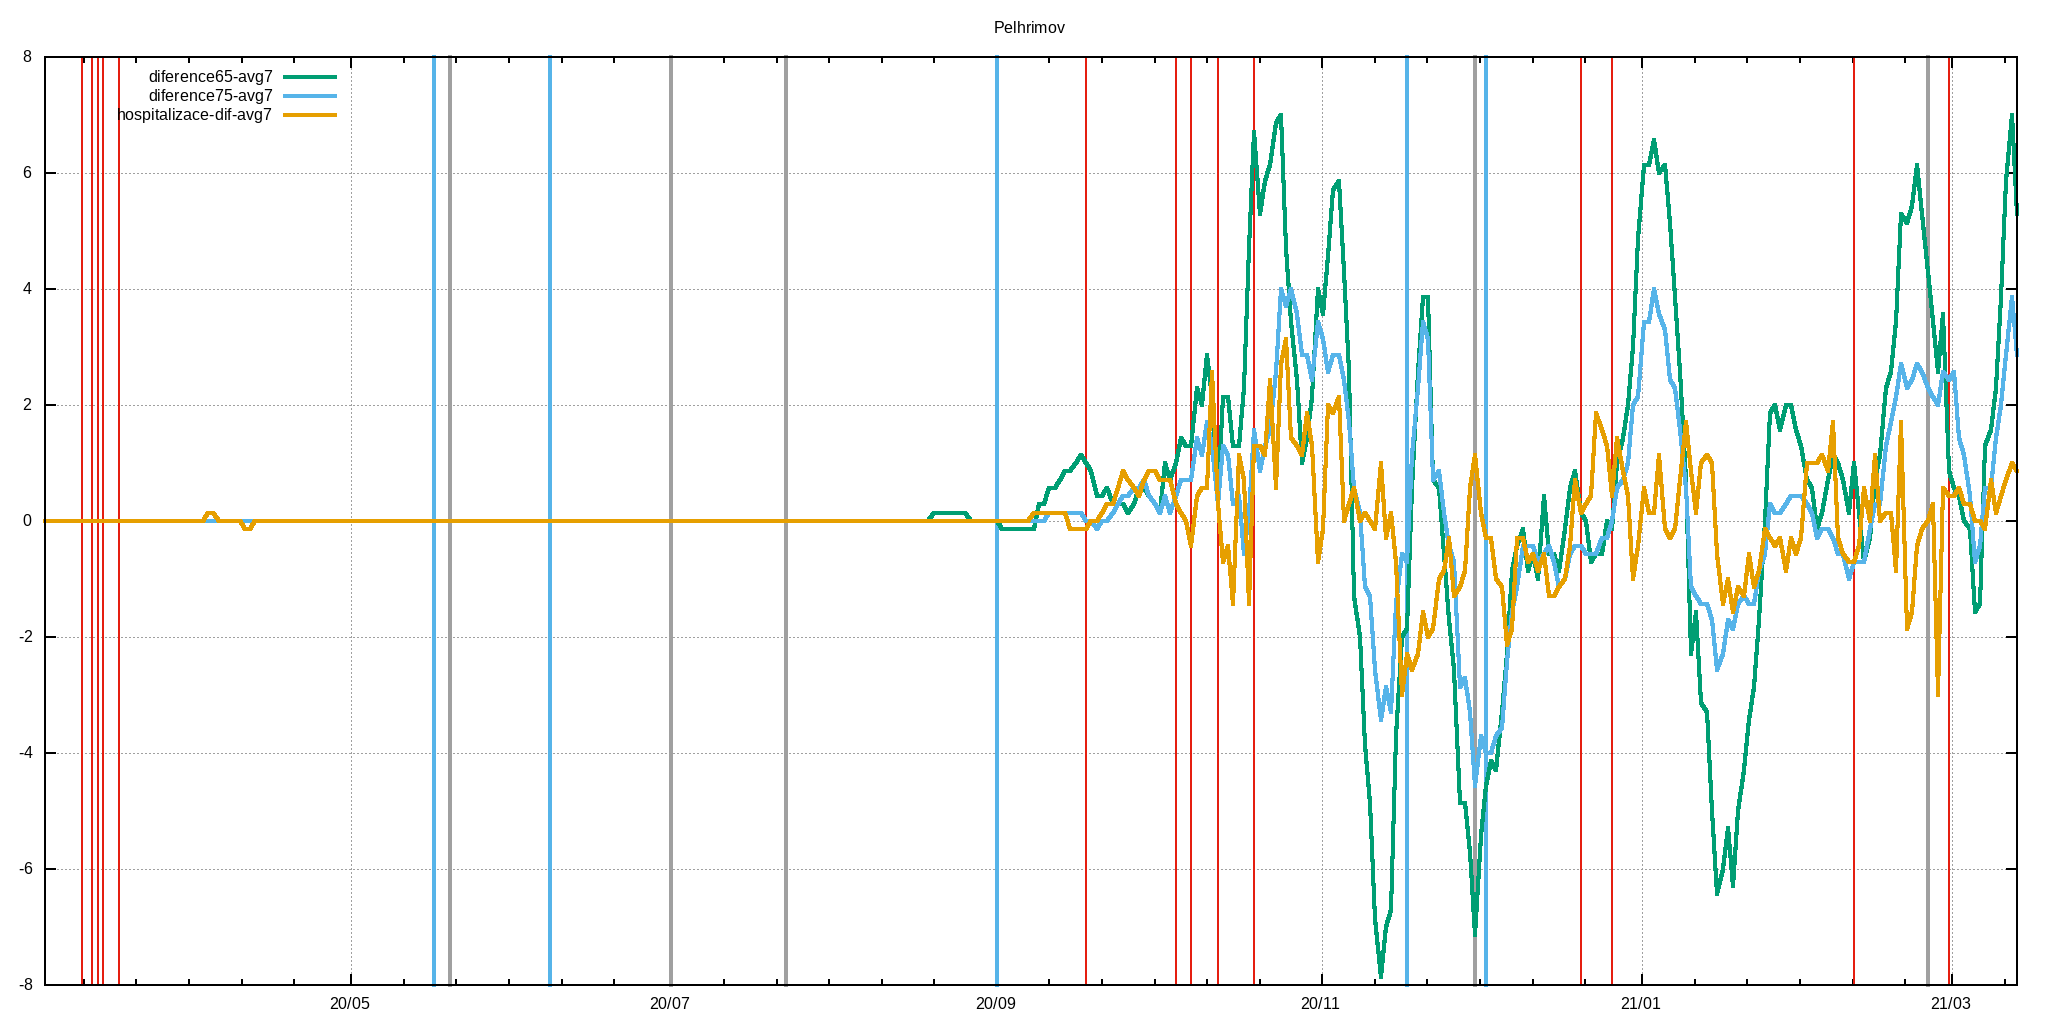 Pelhrimov
diference65-avg7
diference75-avg7
hospitalizace-dif-avg7
8
6
4
2
0
-2
-4
-6
-8
20/05 20/07 20/09 20/11 21/01 21/03